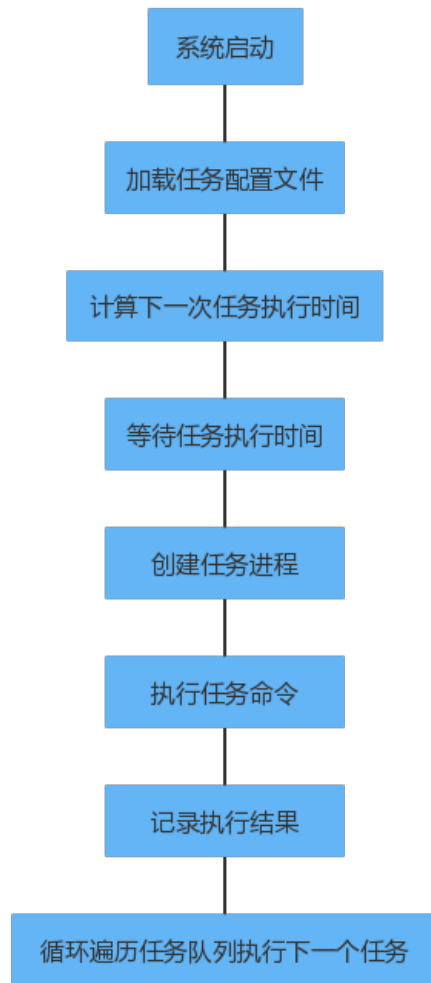 系统启动
加载任务配置文件
计算下一次任务执行时间
等待任务执行时间
创建任务进程
执行任务命令
记录执行结果
循环遍历任务队列执行下一个任务